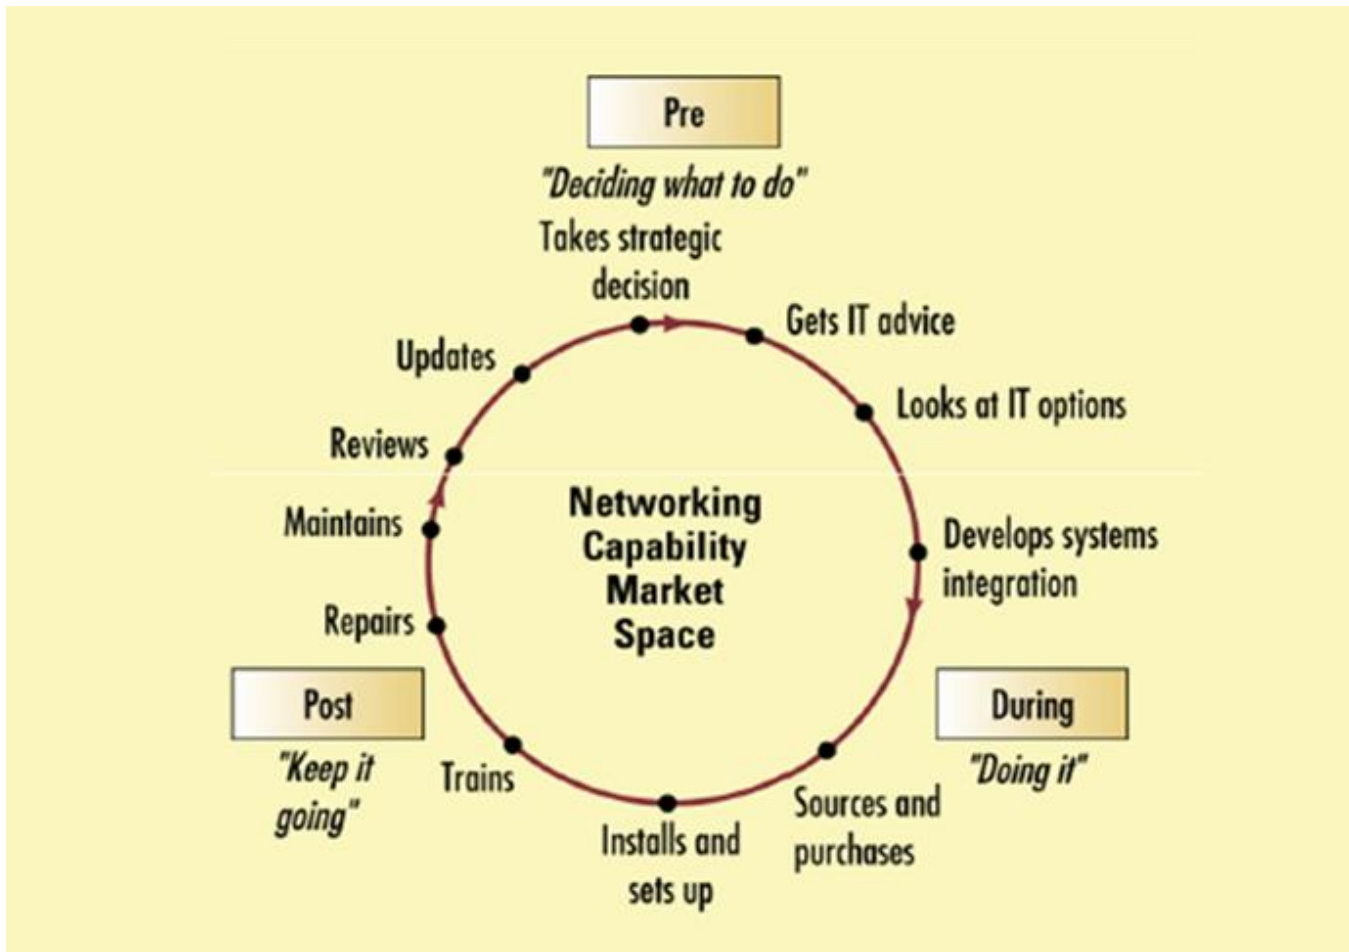 Pre
"Deciding what to do"
Takes strategic
decision
Gets IT advice
Looks at IT options
Develops systems
integration
During
"Doing it"
Sources and
purchases
Installs and
sets up
Trains
Post
"Keep it
going"
Repairs
Maintains
Reviews
Updates
Networking
Capability
Market
Space